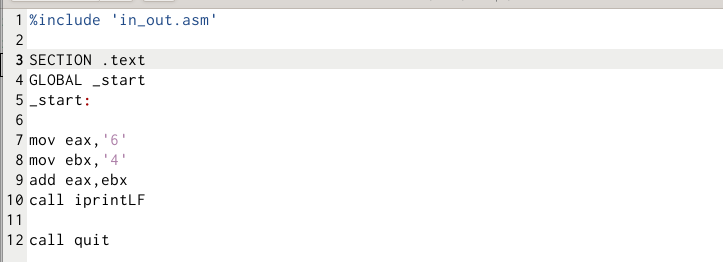 1 %include 'in_out.asm'
2
3 SECTION .text
4 GLOBAL _start
5 _start:
6
7 mov eax,'6'
8 mov ebx,'4'
9 add eax,ebx
10 call iprintLF
11
12 call quit